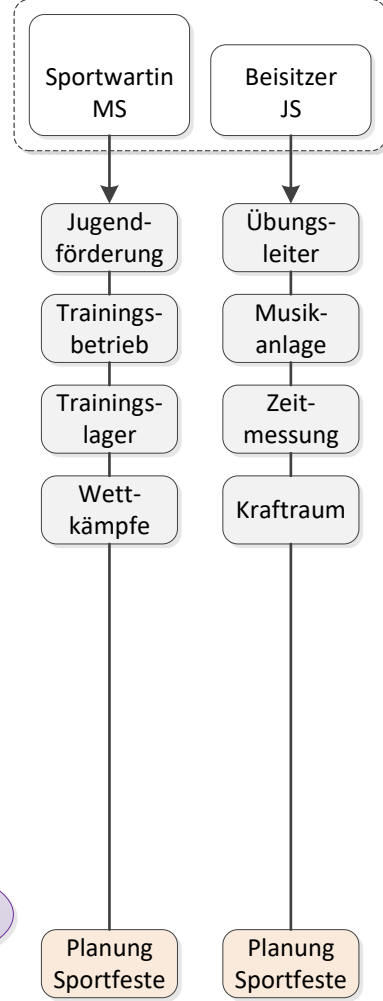 Sportwartin
MS
Beisitzer
JS
Jugend-
förderung
Trainings-
betrieb
Trainings-
lager
Wett-
kämpfe
Planung
Sportfeste
Übungs-
leiter
Musik-
anlage
Zeit-
messung
Kraftraum
Planung
Sportfeste